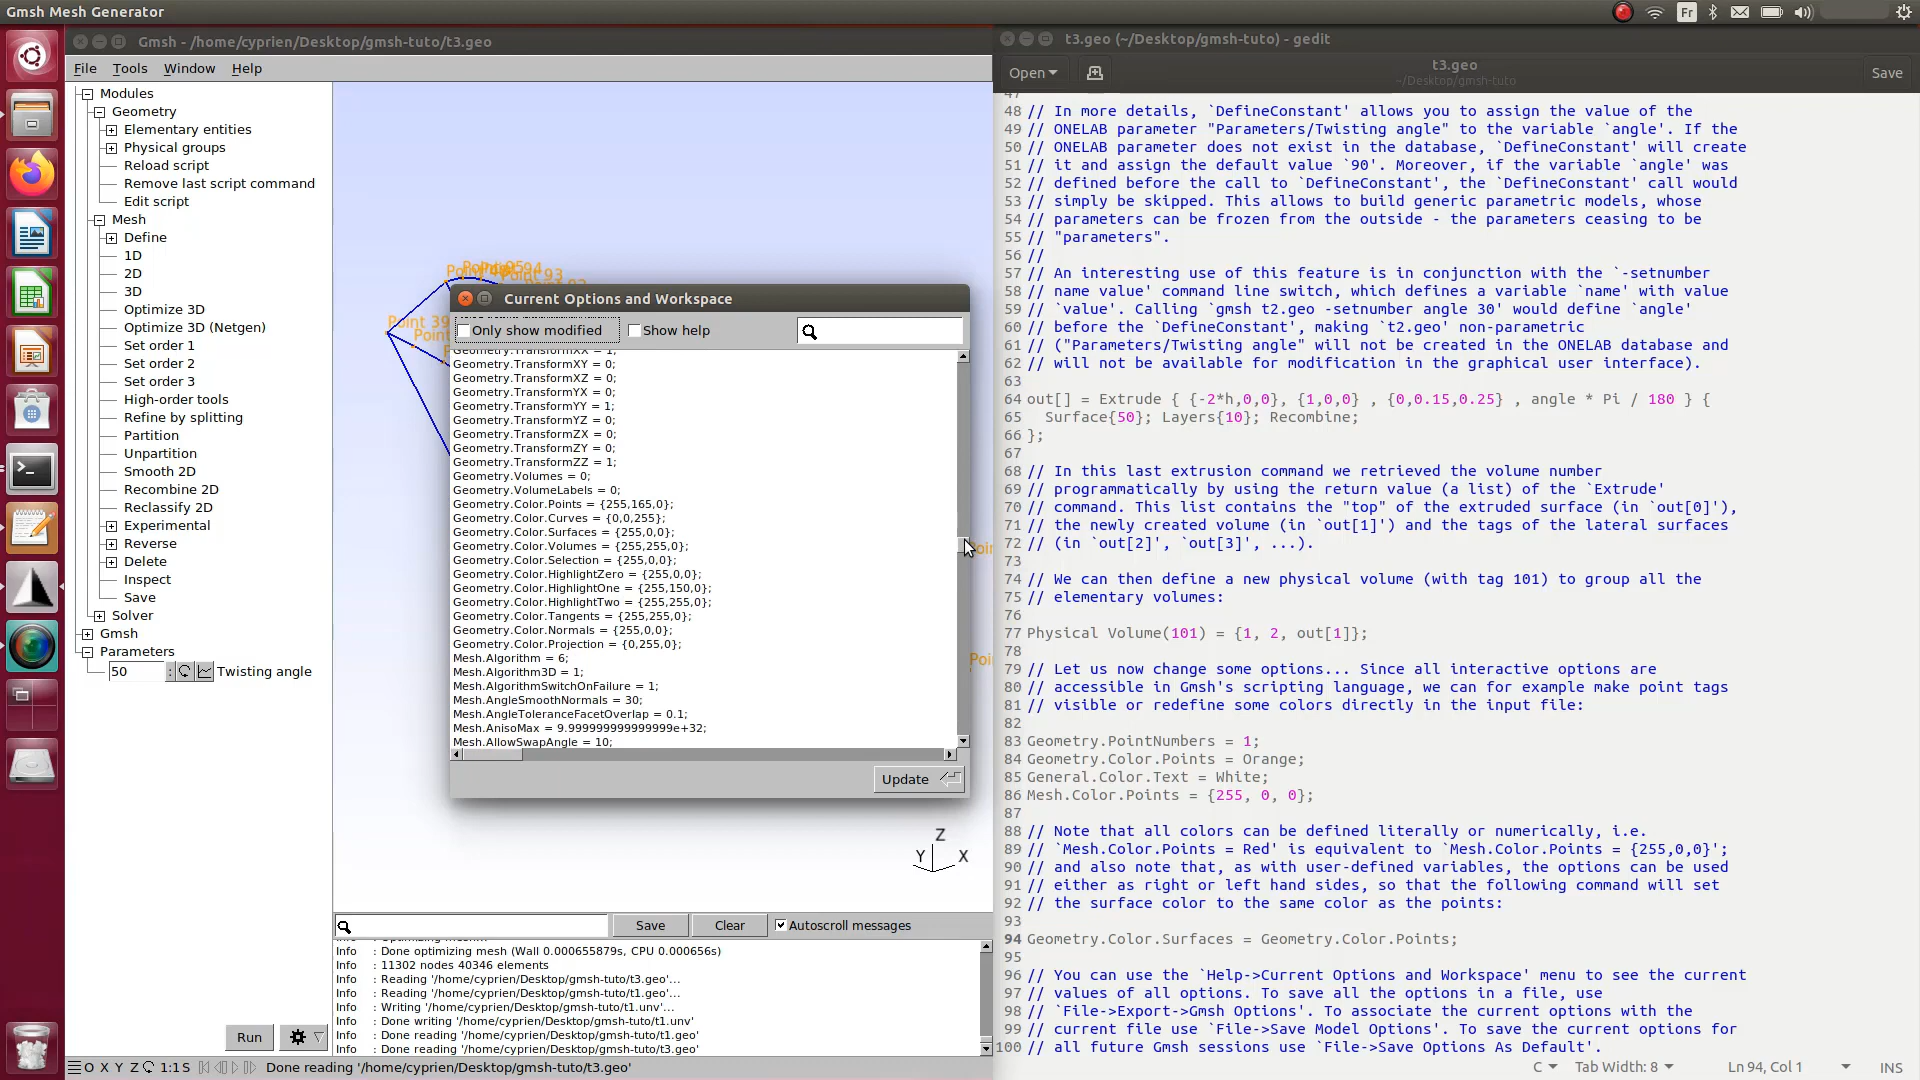 Gmsh Mesh Generator
Fr
Gmsh - /home/cyprien/Desktop/gmsh-tuto/t3.geo
File Tools Window Help
Modules
Geometry
Elementary entities
Physical groups
Reload script
Remove last script command
Edit script
Mesh
Define
1D
2D
3D
Optimize 3D
Optimize 3D (Netgen)
Set order 1
Set order 2
Set order 3
High-order tools
Refine by splitting
Partition
Unpartition
Smooth 2D
Recombine 2D
Reclassify 2D
Experimental
Reverse
Delete
Inspect
Save
Solver
Gmsh
Parameters
50 : Twisting angle
Run
Point 39
Current Options and Workspace
Only show modified Show help
Geometry.TransformXX = 1;
Geometry.TransformXY = 0;
Geometry.TransformXZ = 0;
Geometry.TransformYX = 0;
Geometry.TransformYY = 1;
Geometry.TransformYZ = 0;
Geometry.TransformZX = 0;
Geometry.TransformZY = 0;
Geometry.TransformZZ = 1;
Geometry.Volumes = 0;
Geometry.VolumeLabels = 0;
Geometry.Color.Points = {255,165,0};
Geometry.Color.Curves = {0,0,255};
Geometry.Color.Surfaces = {255,0,0};
Geometry.Color.Volumes = {255,255,0};
Geometry.Color.Selection = {255,0,0};
Geometry.Color.HighlightZero = {255,0,0};
Geometry.Color.HighlightOne = {255,150,0};
Geometry.Color.HighlightTwo = {255,255,0};
Geometry.Color.Tangents = {255,255,0};
Geometry.Color.Normals = {255,0,0};
Geometry.Color.Projection = {0,255,0};
Mesh.Algorithm = 6;
Mesh.Algorithm3D = 1;
Mesh.AlgorithmSwitchOnFailure = 1;
Mesh.AngleSmoothNormals = 30;
Mesh.AngleToleranceFacetOverlap = 0.1;
Mesh.AnisoMax = 9.999999999999999e+32;
Mesh.AllowSwapAngle = 10;
Update
Z
Y X
Save Clear Autoscroll messages
Info : Optimizing mesh...
Info : Done optimizing mesh (Wall 0.000655879s, CPU 0.000656s)
Info : 11302 nodes 40346 elements
Info : Reading '/home/cyprien/Desktop/gmsh-tuto/t3.geo'...
Info : Reading '/home/cyprien/Desktop/gmsh-tuto/t1.geo'...
Info : Writing '/home/cyprien/Desktop/gmsh-tuto/t1.unv'...
Info : Done writing '/home/cyprien/Desktop/gmsh-tuto/t1.unv'
Info : Done reading '/home/cyprien/Desktop/gmsh-tuto/t1.geo'
Info : Done reading '/home/cyprien/Desktop/gmsh-tuto/t3.geo'
O X Y Z 1:1 S Done reading '/home/cyprien/Desktop/gmsh-tuto/t3.geo'
t3.geo (~/Desktop/gmsh-tuto) - gedit
Open t3.geo Save
~/Desktop/gmsh-tuto
47
48 // In more details, `DefineConstant' allows you to assign the value of the
49 // ONELAB parameter "Parameters/Twisting angle" to the variable `angle'. If the
50 // ONELAB parameter does not exist in the database, `DefineConstant' will create
51 // it and assign the default value `90'. Moreover, if the variable `angle' was
52 // defined before the call to `DefineConstant', the `DefineConstant' call would
53 // simply be skipped. This allows to build generic parametric models, whose
54 // parameters can be frozen from the outside - the parameters ceasing to be
55 // "parameters".
56 //
57 // An interesting use of this feature is in conjunction with the `-setnumber
58 // name value' command line switch, which defines a variable `name' with value
59 // `value'. Calling `gmsh t2.geo -setnumber angle 30' would define `angle'
60 // before the `DefineConstant', making `t2.geo' non-parametric
61 // ("Parameters/Twisting angle" will not be created in the ONELAB database and
62 // will not be available for modification in the graphical user interface).
63
64 out[] = Extrude { {-2*h,0,0}, {1,0,0} , {0,0.15,0.25} , angle * Pi / 180 } {
65   Surface{50}; Layers{10}; Recombine;
66 };
67
68 // In this last extrusion command we retrieved the volume number
69 // programmatically by using the return value (a list) of the `Extrude'
70 // command. This list contains the "top" of the extruded surface (in `out[0]'),
71 // the newly created volume (in `out[1]') and the tags of the lateral surfaces
72 // (in `out[2]', `out[3]', ...).
73
74 // We can then define a new physical volume (with tag 101) to group all the
75 // elementary volumes:
76
77 Physical Volume(101) = {1, 2, out[1]};
78
79 // Let us now change some options... Since all interactive options are
80 // accessible in Gmsh's scripting language, we can for example make point tags
81 // visible or redefine some colors directly in the input file:
82
83 Geometry.PointNumbers = 1;
84 Geometry.Color.Points = Orange;
85 General.Color.Text = White;
86 Mesh.Color.Points = {255, 0, 0};
87
88 // Note that all colors can be defined literally or numerically, i.e.
89 // `Mesh.Color.Points = Red' is equivalent to `Mesh.Color.Points = {255,0,0}';
90 // and also note that, as with user-defined variables, the options can be used
91 // either as right or left hand sides, so that the following command will set
92 // the surface color to the same color as the points:
93
94 Geometry.Color.Surfaces = Geometry.Color.Points;
95
96 // You can use the `Help->Current Options and Workspace' menu to see the current
97 // values of all options. To save all the options in a file, use
98 // `File->Export->Gmsh Options'. To associate the current options with the
99 // current file use `File->Save Model Options'. To save the current options for
100 // all future Gmsh sessions use `File->Save Options As Default'.
C Tab Width: 8 Ln 94, Col 1 INS